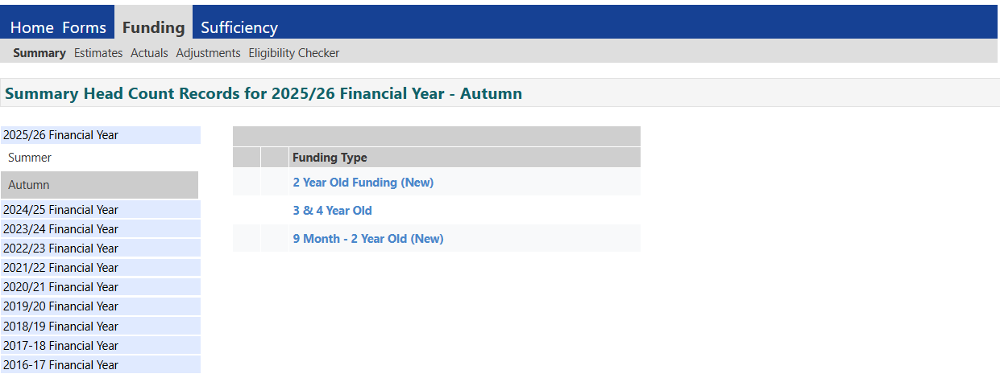 Home Forms Funding Sufficiency
Summary Estimates Actuals Adjustments Eligibility Checker
Summary Head Count Records for 2025/26 Financial Year - Autumn
2025/26 Financial Year
Summer
Autumn
2024/25 Financial Year
2023/24 Financial Year
2022/23 Financial Year
2021/22 Financial Year
2020/21 Financial Year
2019/20 Financial Year
2018/19 Financial Year
2017-18 Financial Year
2016-17 Financial Year
Funding Type
2 Year Old Funding (New)
3 & 4 Year Old
9 Month - 2 Year Old (New)